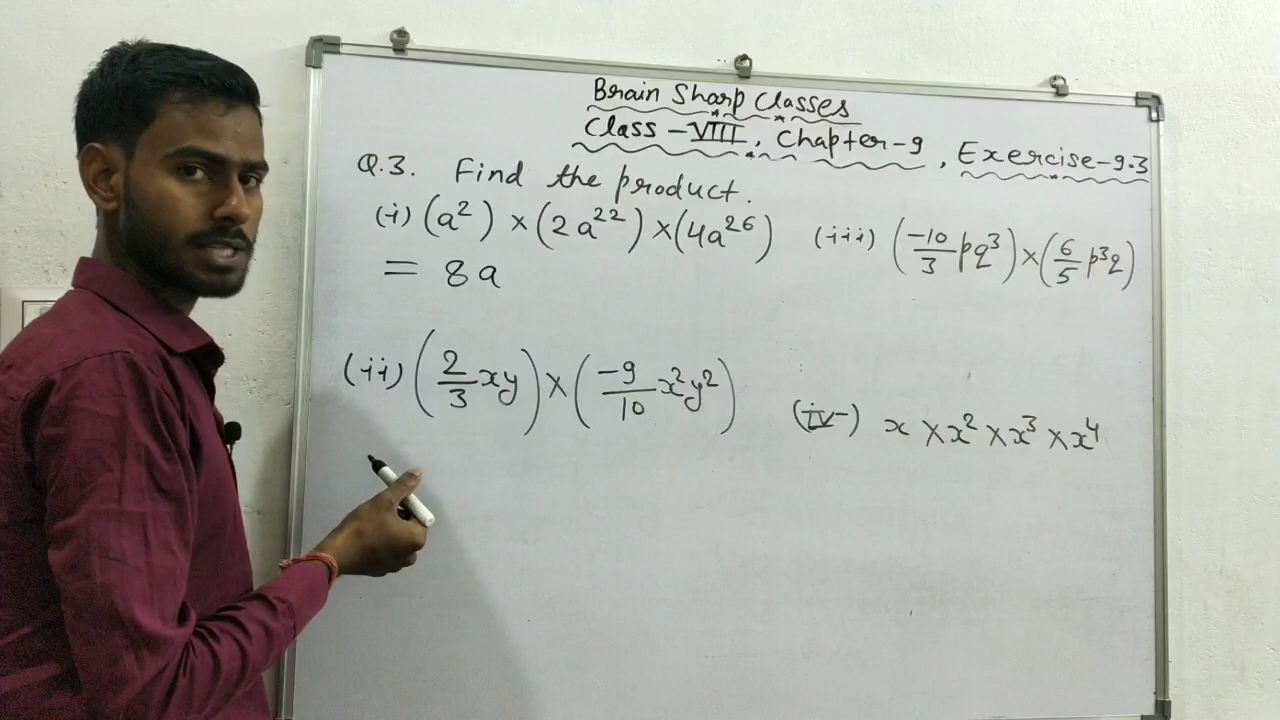 Brain Sharp Classes
Class - VIII, Chapter-9, Exercise-9.3
Q.3. Find the product.
(i) (a²) × (2a²²) × (4a²⁶)
= 8a
(ii) (2/3 xy) × (-9/10 x²y²)
(iii) (-10/3 pq³) × (6/5 p³q)
(iv) x × x² × x³ × x⁴